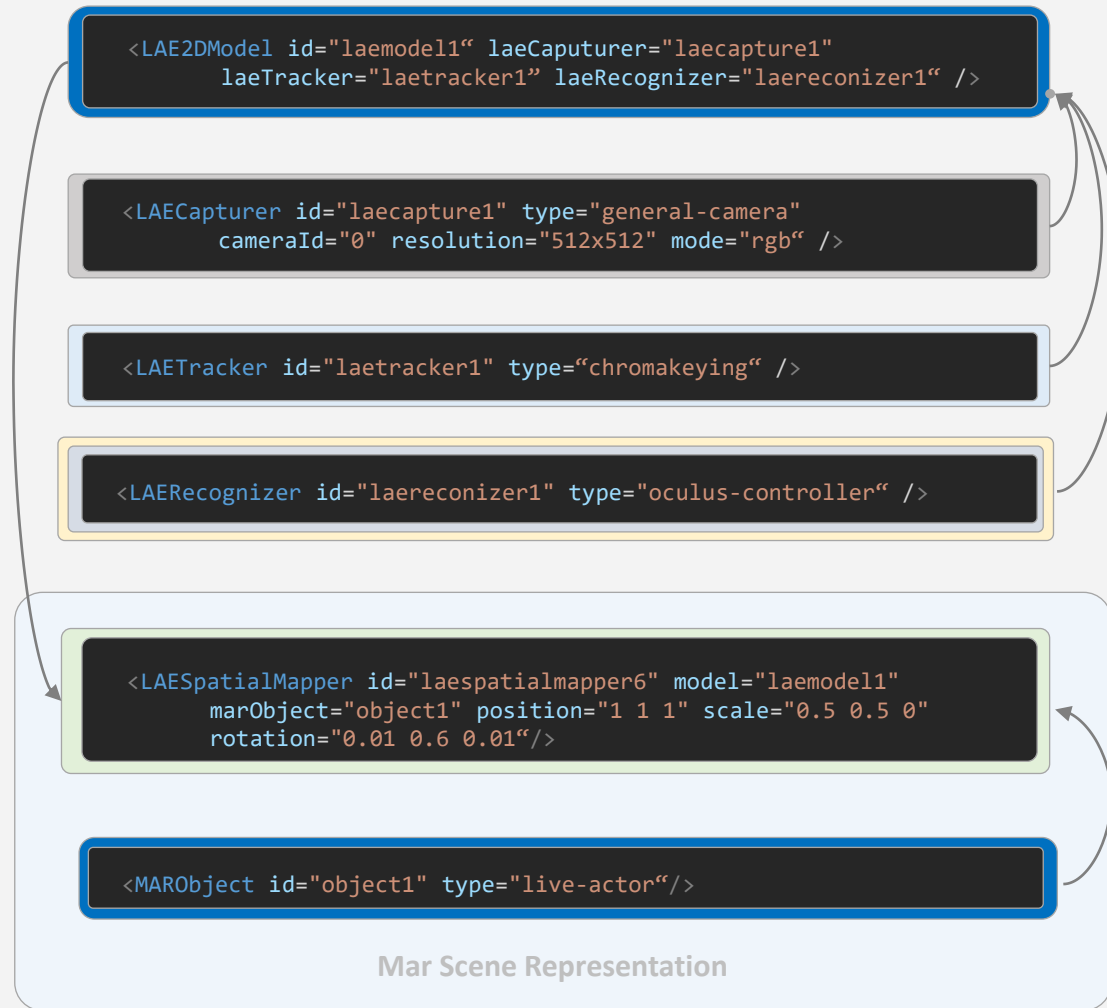 <LAE2DModel id="laemodel1“ laeCaputurer="laecapture1"
laeTracker="laetracker1” laeRecognizer="laereconizer1“ />
<LAECapturer id="laecapture1" type="general-camera"
cameraId="0" resolution="512x512" mode="rgb“ />
<LAETracker id="laetracker1" type=“chromakeying“ />
<LAERecognizer id="laereconizer1" type="oculus-controller“ />
<LAESpatialMapper id="laespatialmapper6" model="laemodel1"
marObject="object1" position="1 1 1" scale="0.5 0.5 0"
rotation="0.01 0.6 0.01“/>
<MARObject id="object1" type="live-actor“/>
Mar Scene Representation